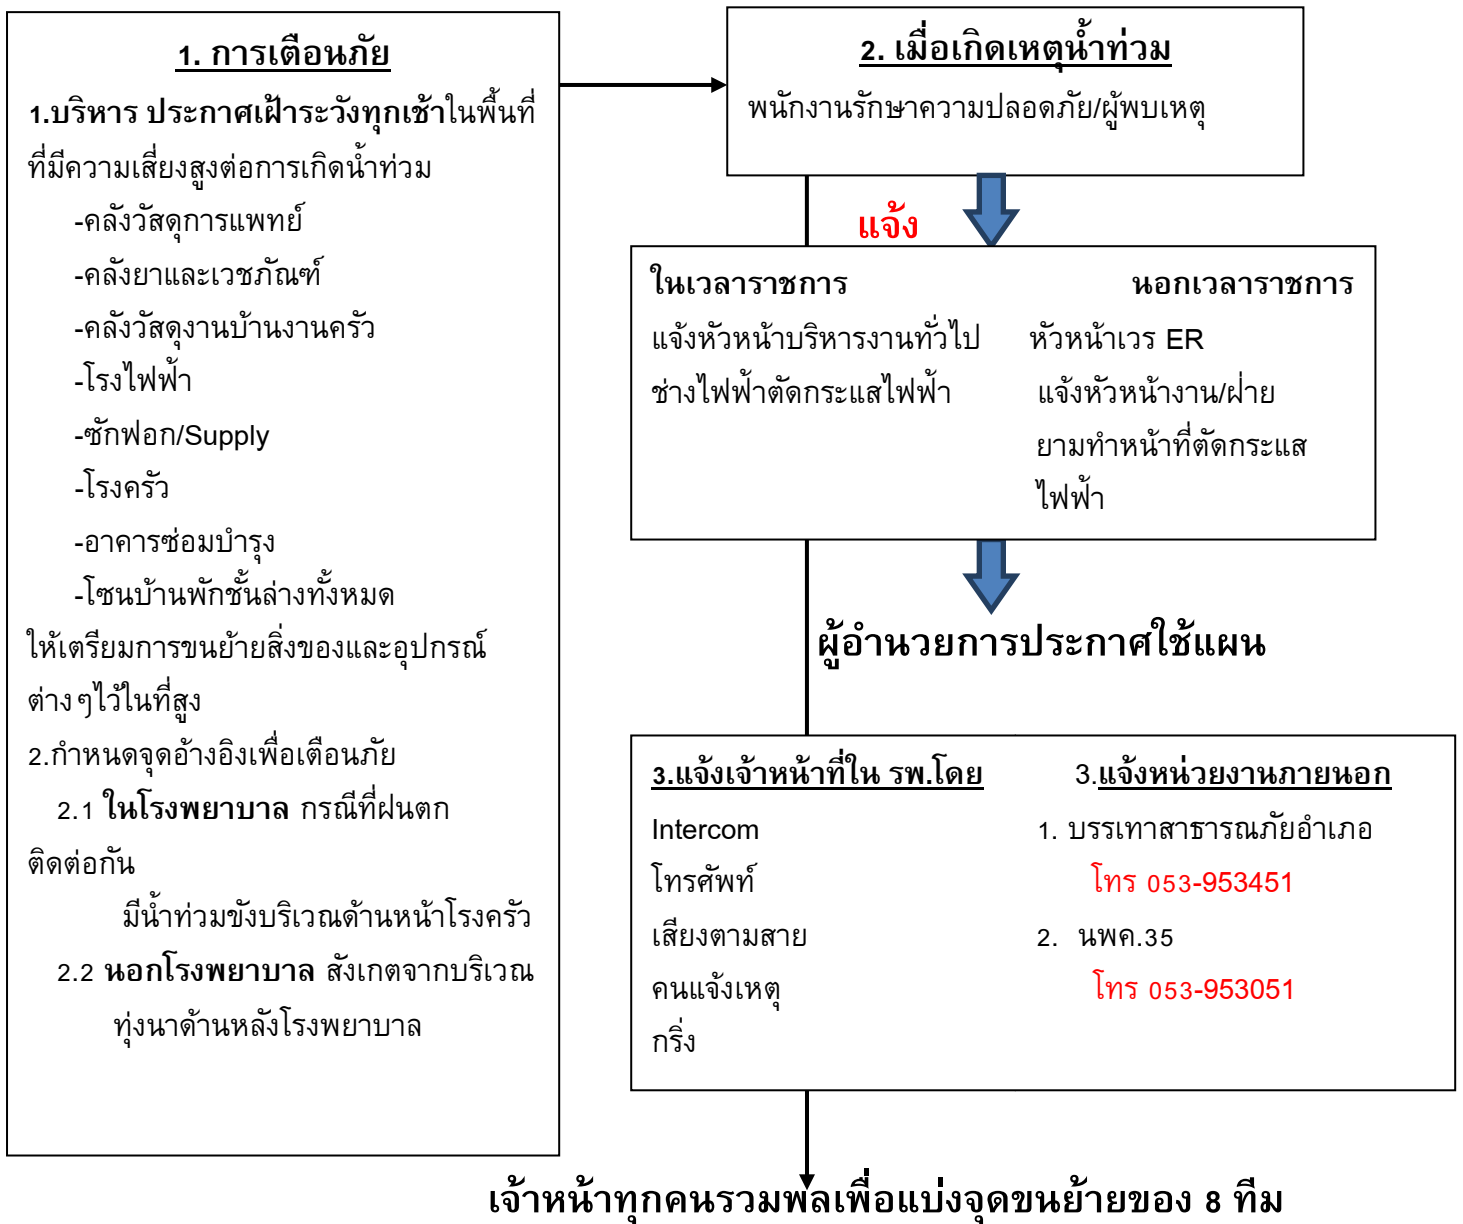 1. การเตือนภัย
1.บริหาร ประกาศเฝ้าระวังทุกเช้าในพื้นที่
ที่มีความเสี่ยงสูงต่อการเกิดน้ำท่วม
-คลังวัสดุการแพทย์
-คลังยาและเวชภัณฑ์
-คลังวัสดุงานบ้านงานครัว
-โรงไฟฟ้า
-ซักฟอก/Supply
-โรงครัว
-อาคารซ่อมบำรุง
-โซนบ้านพักชั้นล่างทั้งหมด
ให้เตรียมการขนย้ายสิ่งของและอุปกรณ์
ต่างๆไว้ในที่สูง
2.กำหนดจุดอ้างอิงเพื่อเตือนภัย
2.1 ในโรงพยาบาล กรณีที่ฝนตก
ติดต่อกัน
มีน้ำท่วมขังบริเวณด้านหน้าโรงครัว
2.2 นอกโรงพยาบาล สังเกตจากบริเวณ
ทุ่งนาด้านหลังโรงพยาบาล
2. เมื่อเกิดเหตุน้ำท่วม
พนักงานรักษาความปลอดภัย/ผู้พบเหตุ
แจ้ง
ในเวลาราชการ
แจ้งหัวหน้าบริหารงานทั่วไป
ช่างไฟฟ้าตัดกระแสไฟฟ้า
นอกเวลาราชการ
หัวหน้าเวร ER
แจ้งหัวหน้างาน/ฝ่าย
ยามทำหน้าที่ตัดกระแส
ไฟฟ้า
ผู้อำนวยการประกาศใช้แผน
3.แจ้งเจ้าหน้าที่ใน รพ.โดย
Intercom
โทรศัพท์
เสียงตามสาย
คนแจ้งเหตุ
กริ่ง
3.แจ้งหน่วยงานภายนอก
1. บรรเทาสาธารณภัยอำเภอ
โทร 053-953451
2. นพค.35
โทร 053-953051
เจ้าหน้าทุกคนรวมพลเพื่อแบ่งจุดขนย้ายของ 8 ทีม